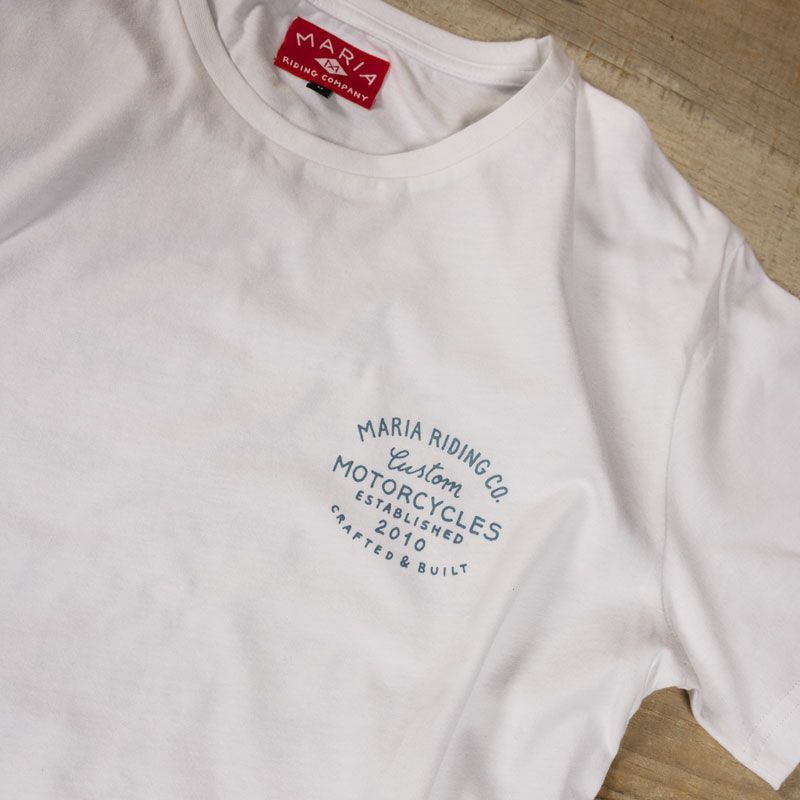 MARIA
RIDING COMPANY
MARIA RIDING CO.
Custom
MOTORCYCLES
ESTABLISHED
2010
CRAFTED & BUILT